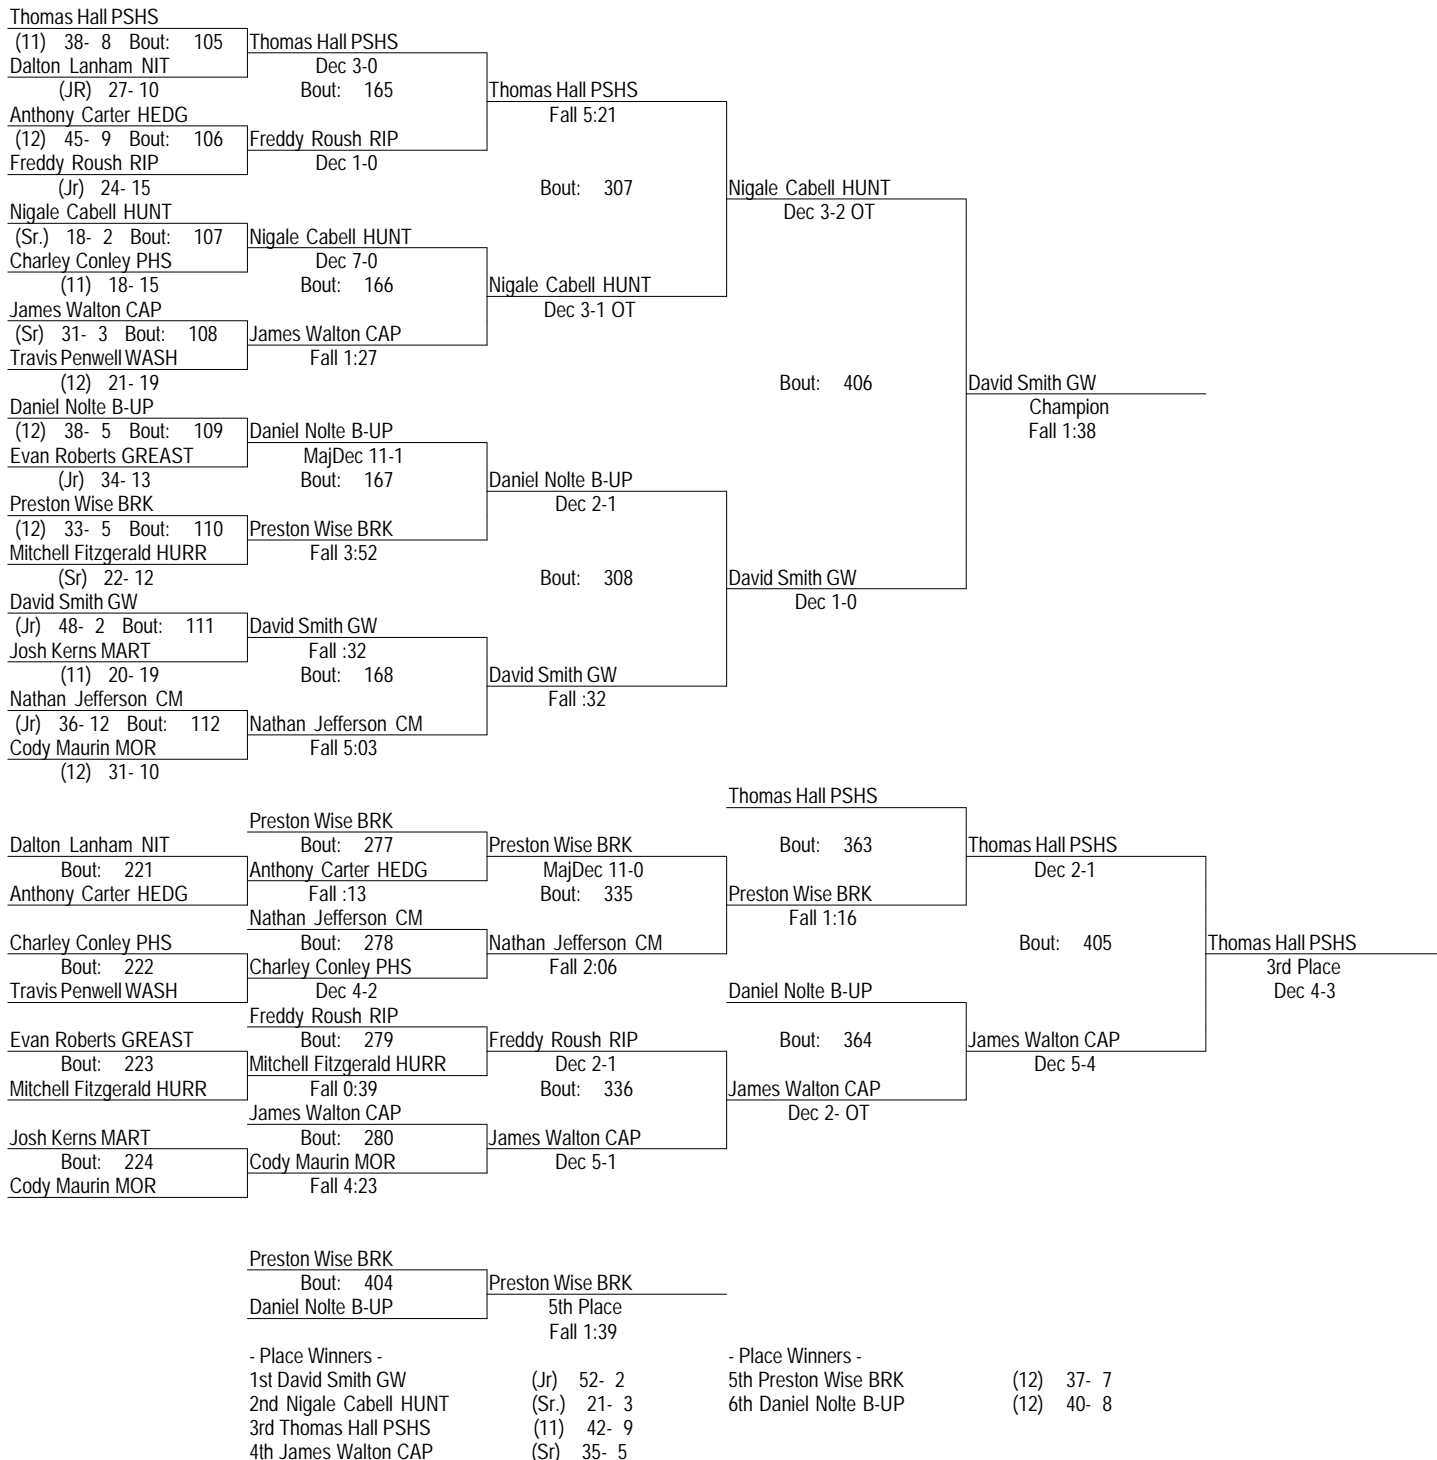 Thomas Hall PSHS
(11) 38- 8 Bout: 105 Thomas Hall PSHS
Dalton Lanham NIT Dec 3-0
(JR) 27- 10 Bout: 165 Thomas Hall PSHS
Anthony Carter HEDG Fall 5:21
(12) 45- 9 Bout: 106 Freddy Roush RIP
Freddy Roush RIP Dec 1-0
(Jr) 24- 15 Bout: 307 Nigale Cabell HUNT
Nigale Cabell HUNT Dec 3-2 OT
(Sr.) 18- 2 Bout: 107 Nigale Cabell HUNT
Charley Conley PHS Dec 7-0
(11) 18- 15 Bout: 166 Nigale Cabell HUNT
James Walton CAP Dec 3-1 OT
(Sr) 31- 3 Bout: 108 James Walton CAP
Travis Penwell WASH Fall 1:27
(12) 21- 19 Bout: 406 David Smith GW
Daniel Nolte B-UP Champion
(12) 38- 5 Bout: 109 Daniel Nolte B-UP Fall 1:38
Evan Roberts GREAST MajDec 11-1
(Jr) 34- 13 Bout: 167 Daniel Nolte B-UP
Preston Wise BRK Dec 2-1
(12) 33- 5 Bout: 110 Preston Wise BRK
Mitchell Fitzgerald HURR Fall 3:52
(Sr) 22- 12 Bout: 308 David Smith GW
David Smith GW Dec 1-0
(Jr) 48- 2 Bout: 111 David Smith GW
Josh Kerns MART Fall :32
(11) 20- 19 Bout: 168 David Smith GW
Nathan Jefferson CM Fall :32
(Jr) 36- 12 Bout: 112 Nathan Jefferson CM
Cody Maurin MOR Fall 5:03
(12) 31- 10
Thomas Hall PSHS
Preston Wise BRK
Dalton Lanham NIT Bout: 277 Preston Wise BRK Bout: 363 Thomas Hall PSHS
Bout: 221 Anthony Carter HEDG MajDec 11-0 Dec 2-1
Anthony Carter HEDG Fall :13 Bout: 335 Preston Wise BRK
Nathan Jefferson CM Fall 1:16
Charley Conley PHS Bout: 278 Nathan Jefferson CM Bout: 405 Thomas Hall PSHS
Bout: 222 Charley Conley PHS Fall 2:06 3rd Place
Travis Penwell WASH Dec 4-2 Daniel Nolte B-UP Dec 4-3
Freddy Roush RIP
Evan Roberts GREAST Bout: 279 Freddy Roush RIP Bout: 364 James Walton CAP
Bout: 223 Mitchell Fitzgerald HURR Dec 2-1 Dec 5-4
Mitchell Fitzgerald HURR Fall 0:39 Bout: 336 James Walton CAP
James Walton CAP Dec 2- OT
Josh Kerns MART Bout: 280 James Walton CAP
Bout: 224 Cody Maurin MOR Dec 5-1
Cody Maurin MOR Fall 4:23
Preston Wise BRK
Bout: 404 Preston Wise BRK
Daniel Nolte B-UP 5th Place
Fall 1:39
- Place Winners - - Place Winners -
1st David Smith GW (Jr) 52- 2 5th Preston Wise BRK (12) 37- 7
2nd Nigale Cabell HUNT (Sr.) 21- 3 6th Daniel Nolte B-UP (12) 40- 8
3rd Thomas Hall PSHS (11) 42- 9
4th James Walton CAP (Sr) 35- 5